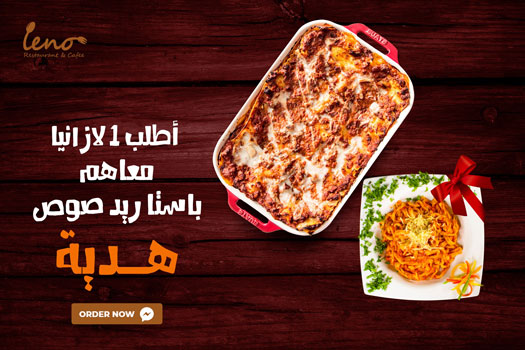 Leno
Restaurant & Cafe
أطلب 1 لازانيا
معاهم
باستا ريد صوص
هدية
ORDER NOW